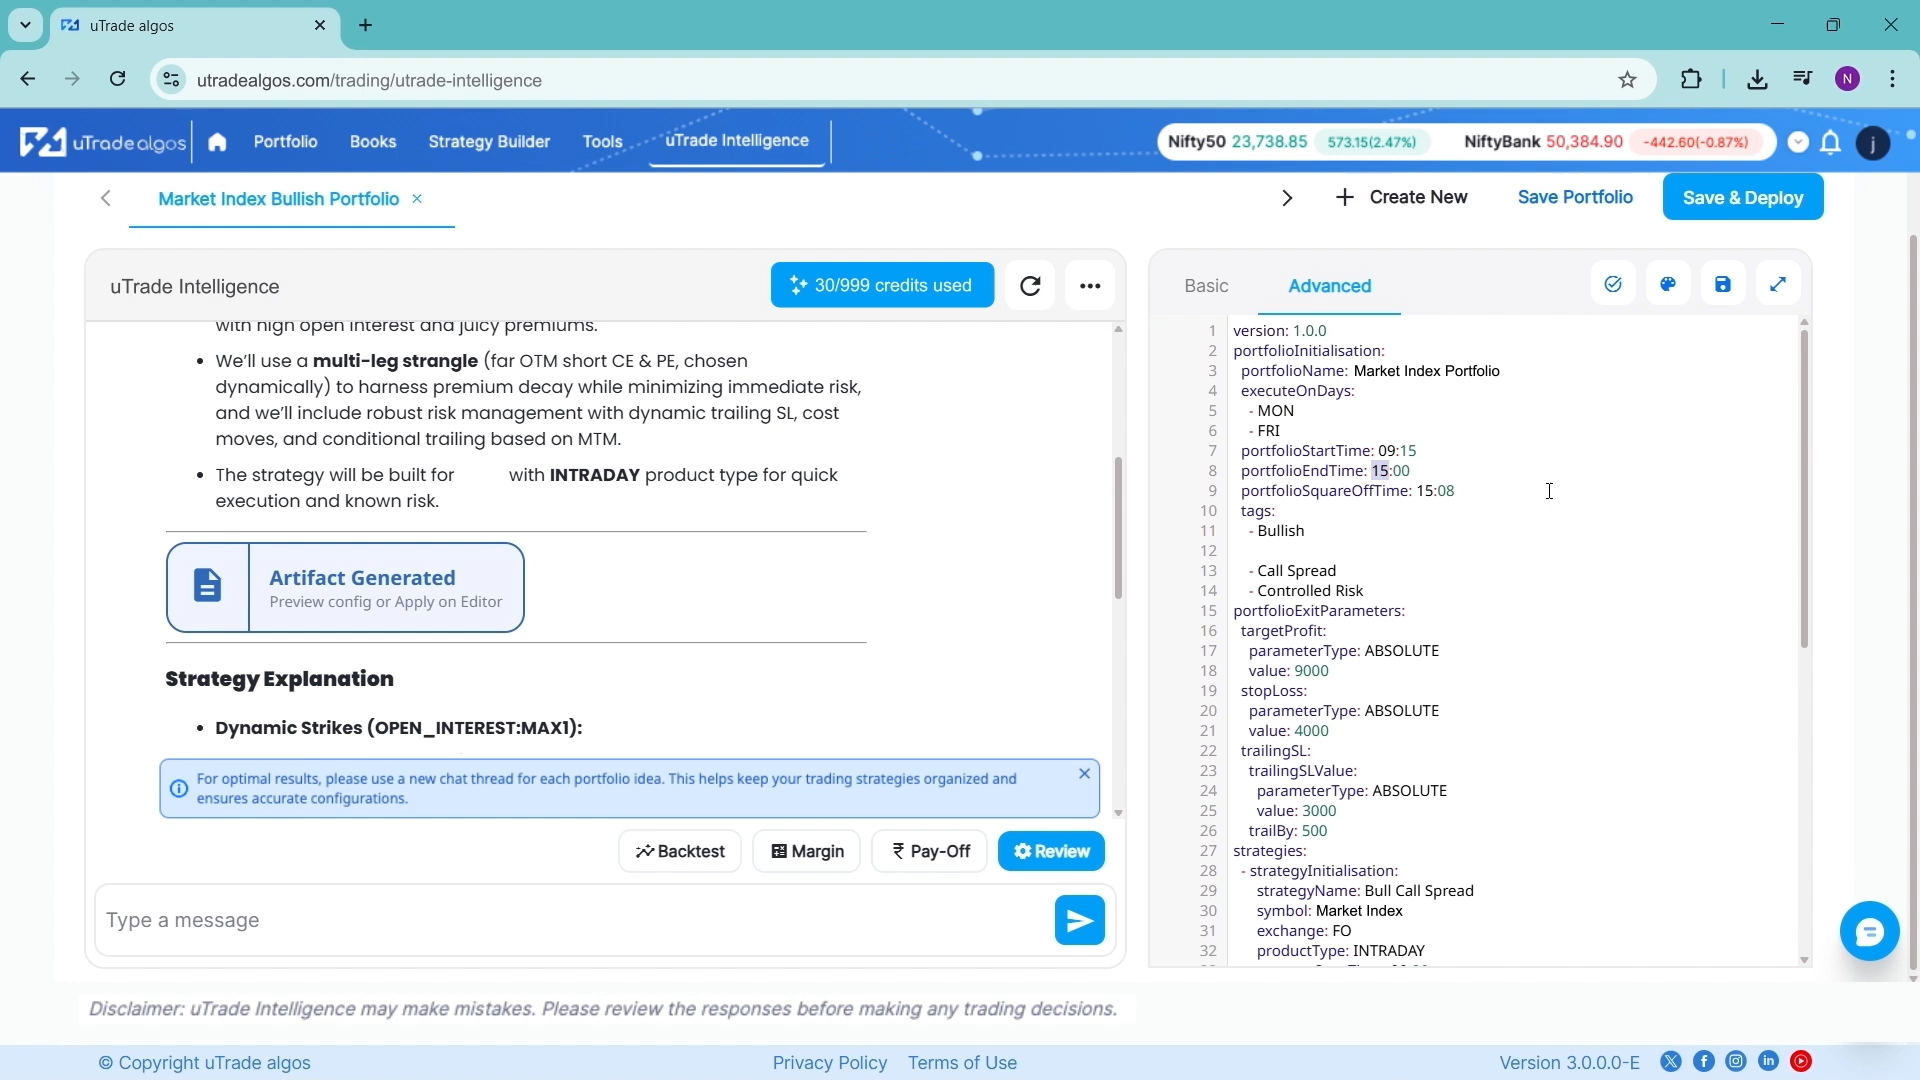 uTrade algos
utradealgos.com/trading/utrade-intelligence
N
uTrade algos
Portfolio
Books
Strategy Builder
Tools
uTrade Intelligence
Nifty50 23,738.85 573.15(2.47%)
NiftyBank 50,384.90 -442.60(-0.87%)
j
Market Index Bullish Portfolio
Create New
Save Portfolio
Save & Deploy
uTrade Intelligence
30/999 credits used
with high open interest and juicy premiums.
• We'll use a multi-leg strangle (far OTM short CE & PE, chosen
dynamically) to harness premium decay while minimizing immediate risk,
and we'll include robust risk management with dynamic trailing SL, cost
moves, and conditional trailing based on MTM.
• The strategy will be built for with INTRADAY product type for quick
execution and known risk.
Artifact Generated
Preview config or Apply on Editor
Strategy Explanation
• Dynamic Strikes (OPEN_INTEREST:MAX1):
For optimal results, please use a new chat thread for each portfolio idea. This helps keep your trading strategies organized and
ensures accurate configurations.
Backtest
Margin
₹ Pay-Off
Review
Type a message
Basic
Advanced
1 version: 1.0.0
2 portfolioInitialisation:
3 portfolioName: Market Index Portfolio
4 executeOnDays:
5 - MON
6 - FRI
7 portfolioStartTime: 09:15
8 portfolioEndTime: 15:00
9 portfolioSquareOffTime: 15:08
10 tags:
11 - Bullish
12
13 - Call Spread
14 - Controlled Risk
15 portfolioExitParameters:
16 targetProfit:
17 parameterType: ABSOLUTE
18 value: 9000
19 stopLoss:
20 parameterType: ABSOLUTE
21 value: 4000
22 trailingSL:
23 trailingSLValue:
24 parameterType: ABSOLUTE
25 value: 3000
26 trailBy: 500
27 strategies:
28 - strategyInitialisation:
29 strategyName: Bull Call Spread
30 symbol: Market Index
31 exchange: FO
32 productType: INTRADAY
Disclaimer: uTrade Intelligence may make mistakes. Please review the responses before making any trading decisions.
© Copyright uTrade algos
Privacy Policy
Terms of Use
Version 3.0.0.0-E